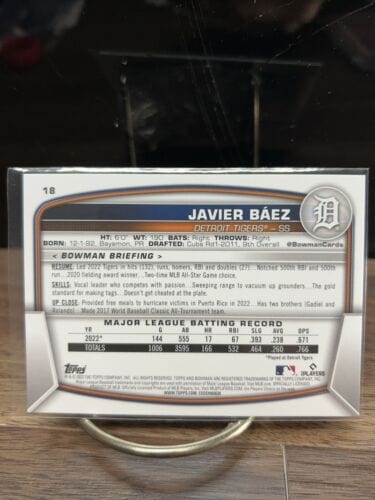 18
JAVIER BÁEZ
DETROIT TIGERS® – SS
HT: 6'0" WT: 190 BATS: Right THROWS: Right
BORN: 12-1-92, Bayamon, PR DRAFTED: Cubs Rd1-2011, 9th Overall @BowmanCards
< BOWMAN BRIEFING >
RESUME: Led 2022 Tigers in hits (132), runs, homers, RBI and doubles (27) ... Notched 500th RBI and 500th
run ... 2020 fielding award winner ... Two-time MLB All-Star Game choice.
SKILLS: Vocal leader who competes with passion ... Sweeping range to vacuum up grounders ... The gold
standard for making tags ... Doesn't get cheated at the plate.
UP CLOSE: Provided free meals to hurricane victims in Puerto Rico in 2022 ... Has two brothers (Gadiel and
Rolando) ... Made 2017 World Baseball Classic All-Tournament team.
MAJOR LEAGUE BATTING RECORD
YR G AB HR RBI SLG AVG OPS
2022* 144 555 17 67 .393 .238 .671
TOTALS 1006 3595 166 532 .464 .260 .766
*Played at Detroit Tigers
Topps
PLAYERS